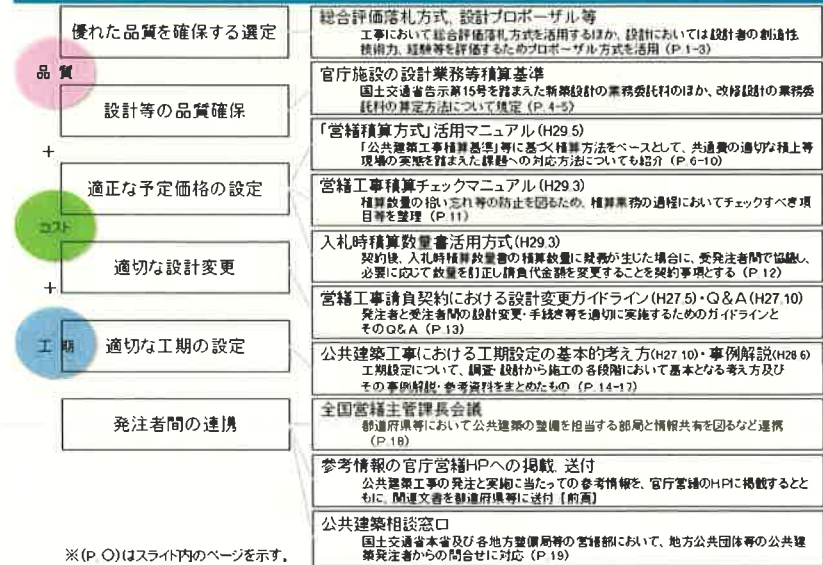 優れた品質を確保する選定
品質
設計等の品質確保
+
適正な予定価格の設定
コスト
適切な設計変更
+
工期
適切な工期の設定
発注者間の連携
※(P.○)はスライド内のページを示す。
総合評価落札方式、設計プロポーザル等
工事において総合評価落札方式を活用するほか、設計においては設計者の創造性、
技術力、経験等を評価するためプロポーザル方式を活用 (P.1-3)
官庁施設の設計業務等積算基準
国土交通省告示第15号を踏まえた新築設計の業務委託料のほか、改修設計の業務委
託料の算定方法について規定 (P.4-5)
「営繕積算方式」活用マニュアル(H29.5)
「公共建築工事積算基準」等に基づく積算方法をベースとして、共通費の適切な積上等
現場の実態を踏まえた課題への対応方法についても紹介 (P.6-10)
営繕工事積算チェックマニュアル(H29.3)
積算数量の拾い忘れ等の防止を図るため、積算業務の過程においてチェックすべき項
目等を整理 (P.11)
入札時積算数量書活用方式(H29.3)
契約後、入札時積算数量書の積算数量に疑義が生じた場合に、受発注者間で協議し、
必要に応じて数量を訂正し請負代金額を変更することを契約事項とする (P.12)
営繕工事請負契約における設計変更ガイドライン(H27.5)・Q&A(H27.10)
発注者と受注者間の設計変更・手続き等を適切に実施するためのガイドラインと
そのQ&A (P.13)
公共建築工事における工期設定の基本的考え方(H27.10)・事例解説(H28.6)
工期設定について、調査・設計から施工の各段階において基本となる考え方及び
その事例解説・参考資料をまとめたもの (P.14-17)
全国営繕主管課長会議
都道府県等において公共建築の整備を担当する部局と情報共有を図るなど連携
(P.18)
参考情報の官庁営繕HPへの掲載、送付
公共建築工事の発注と実施に当たっての参考情報を、官庁営繕のHPに掲載するとと
もに、関連文書を都道府県等に送付【前頁】
公共建築相談窓口
国土交通省本省及び各地方整備局等の営繕部において、地方公共団体等の公共建
築発注者からの問合せに対応 (P.19)